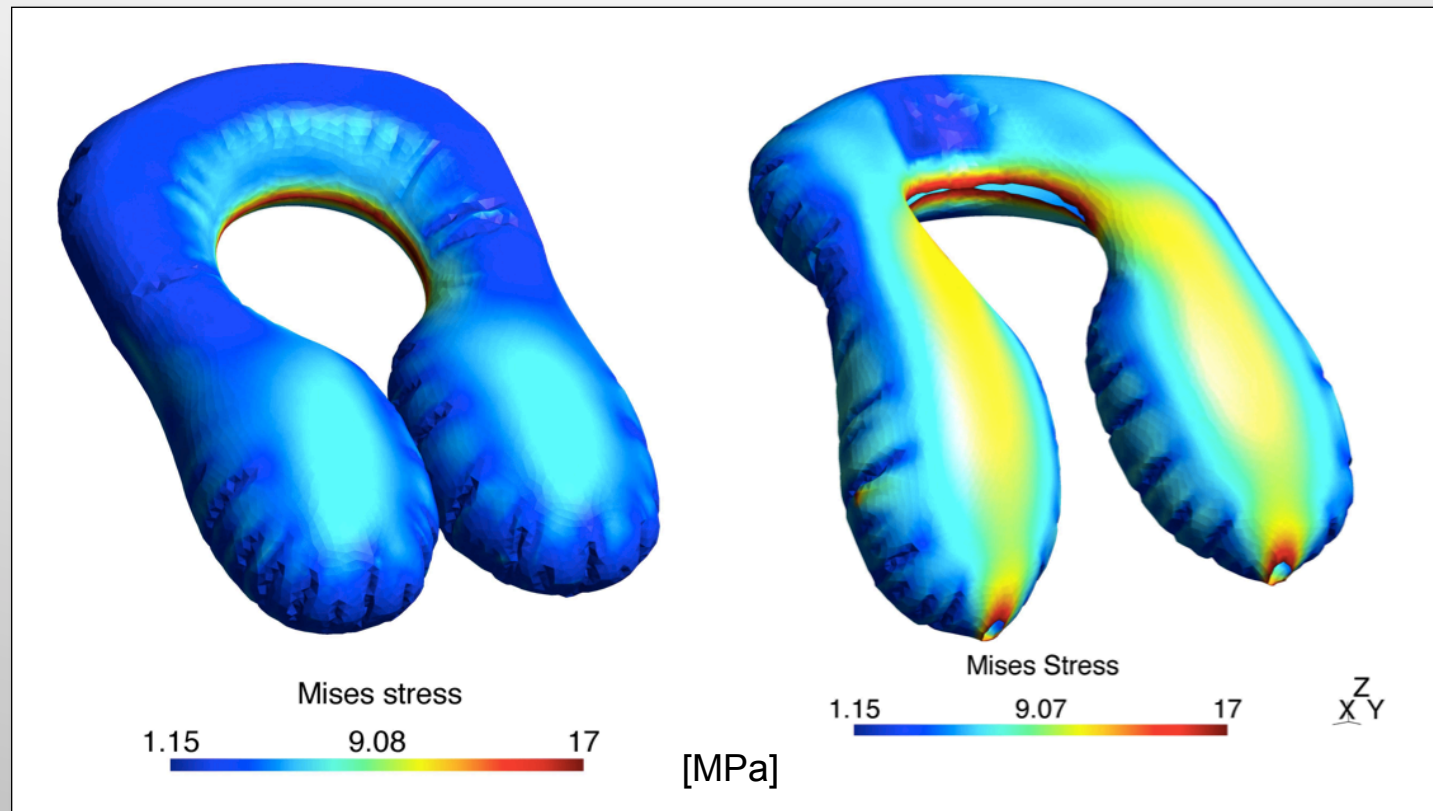 Mises stress
1.15 9.08 17
Mises Stress
1.15 9.07 17
[MPa]
Z
X Y